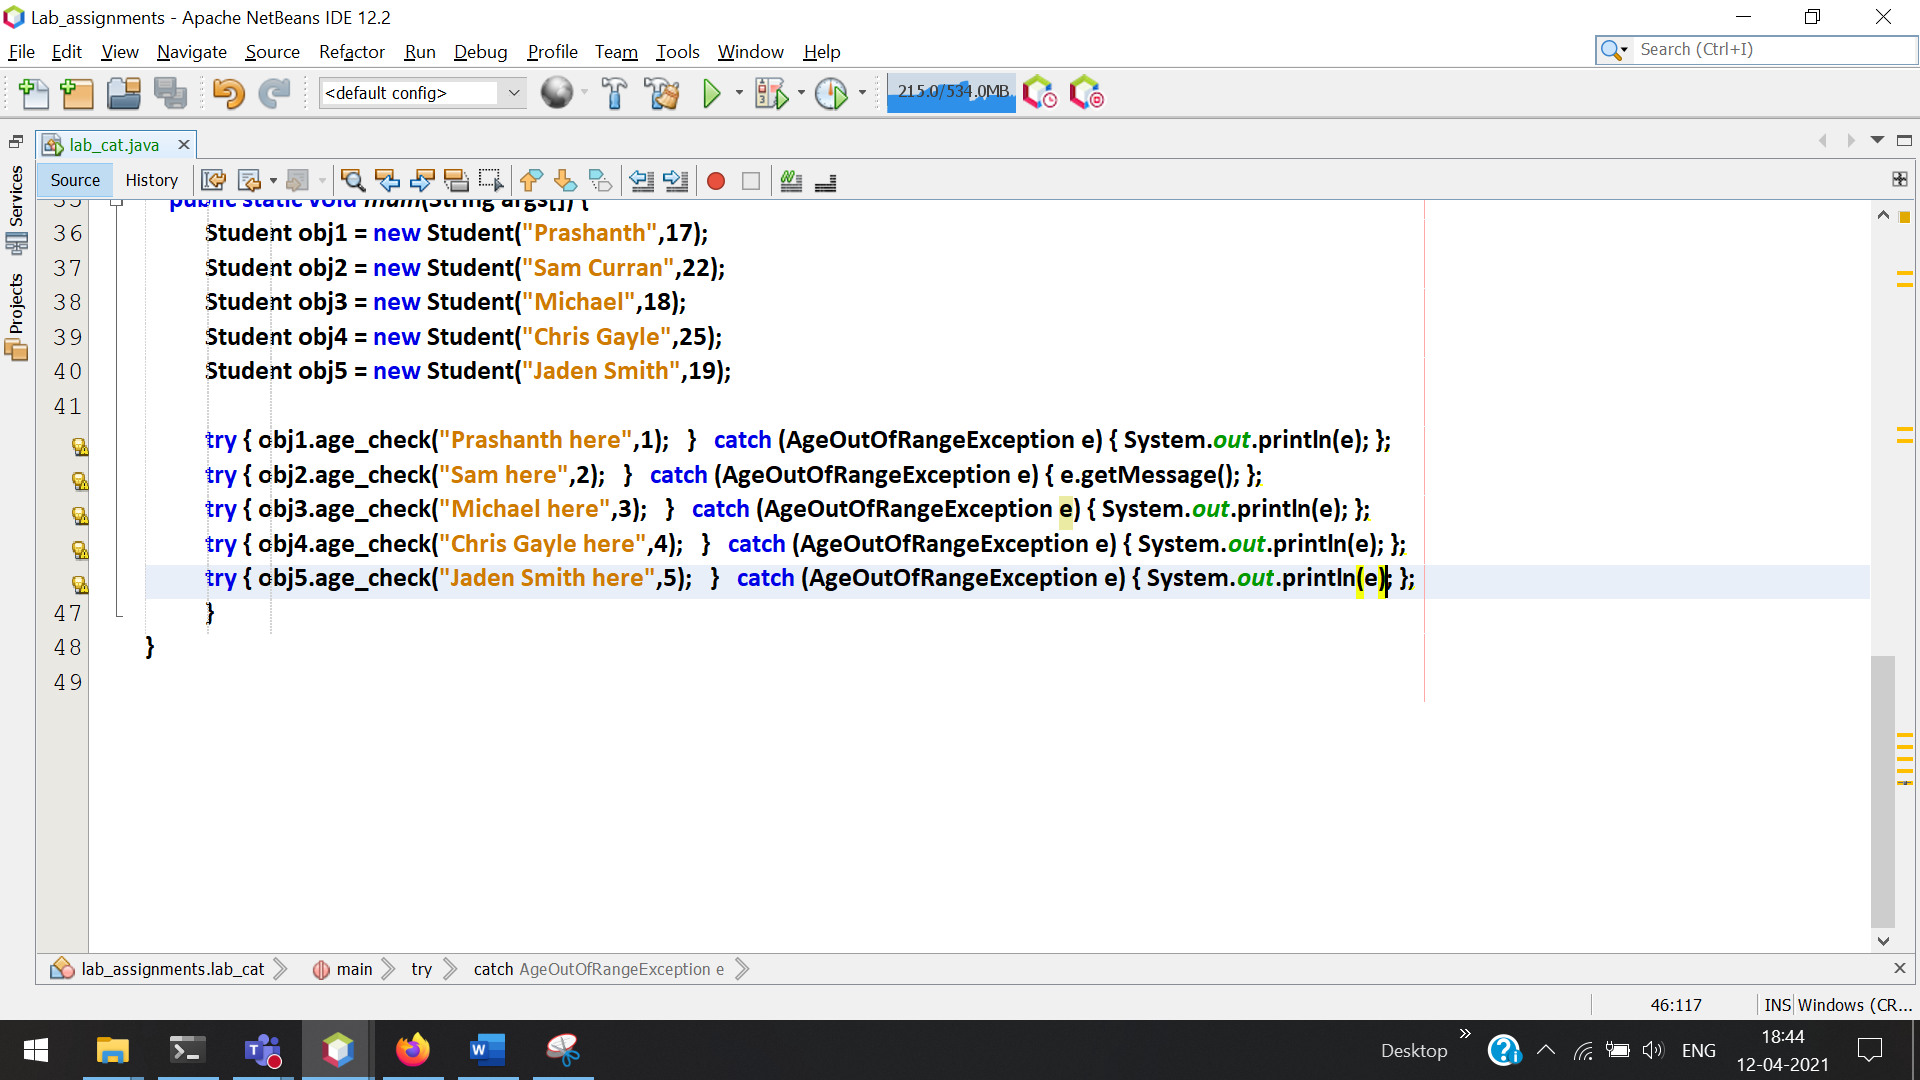 Lab_assignments - Apache NetBeans IDE 12.2
File Edit View Navigate Source Refactor Run Debug Profile Team Tools Window Help
Search (Ctrl+I)
<default config>
215.0/534.0MB
lab_cat.java
Source History
Services
Projects
35 public static void main(String args[]) {
36 Student obj1 = new Student("Prashanth",17);
37 Student obj2 = new Student("Sam Curran",22);
38 Student obj3 = new Student("Michael",18);
39 Student obj4 = new Student("Chris Gayle",25);
40 Student obj5 = new Student("Jaden Smith",19);
41
try { obj1.age_check("Prashanth here",1); } catch (AgeOutOfRangeException e) { System.out.println(e); };
try { obj2.age_check("Sam here",2); } catch (AgeOutOfRangeException e) { e.getMessage(); };
try { obj3.age_check("Michael here",3); } catch (AgeOutOfRangeException e) { System.out.println(e); };
try { obj4.age_check("Chris Gayle here",4); } catch (AgeOutOfRangeException e) { System.out.println(e); };
try { obj5.age_check("Jaden Smith here",5); } catch (AgeOutOfRangeException e) { System.out.println(e); };
47 }
48 }
49
lab_assignments.lab_cat main try catch AgeOutOfRangeException e
46:117 INS Windows (CR...
Desktop ENG 18:44
12-04-2021